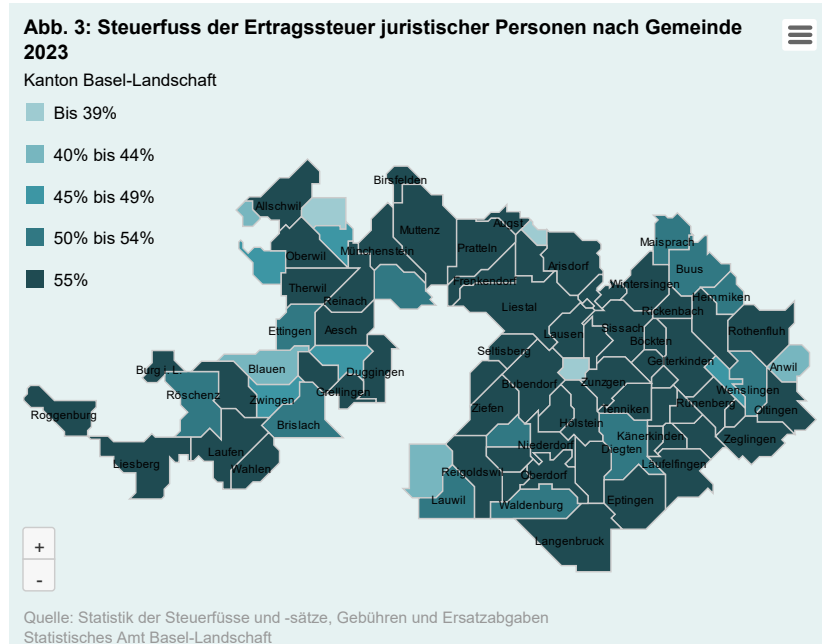 Abb. 3: Steuerfuss der Ertragssteuer juristischer Personen nach Gemeinde
2023
Kanton Basel-Landschaft
Bis 39%
40% bis 44%
45% bis 49%
50% bis 54%
55%
Birsfelden
Allschwil
Muttenz
Augst
Maisprach
Oberwil
Münchenstein
Pratteln
Arisdorf
Buus
Therwil
Frenkendorf
Wintersingen
Hemmiken
Reinach
Liestal
Rickenbach
Ettingen
Aesch
Lausen
Sissach
Rothenfluh
Böckten
Seltisberg
Gelterkinden
Anwil
Burg i. L.
Blauen
Duggingen
Bubendorf
Zunzgen
Wenslingen
Röschenz
Zwingen
Grellingen
Roggenburg
Ziefen
Tenniken
Rünenberg
Oltingen
Brislach
Hölstein
Känerkinden
Zeglingen
Laufen
Niederdorf
Diegten
Liesberg
Wahlen
Reigoldswil
Oberdorf
Läufelfingen
Lauwil
Waldenburg
Eptingen
Langenbruck
+
-
Quelle: Statistik der Steuerfüsse und -sätze, Gebühren und Ersatzabgaben
Statistisches Amt Basel-Landschaft